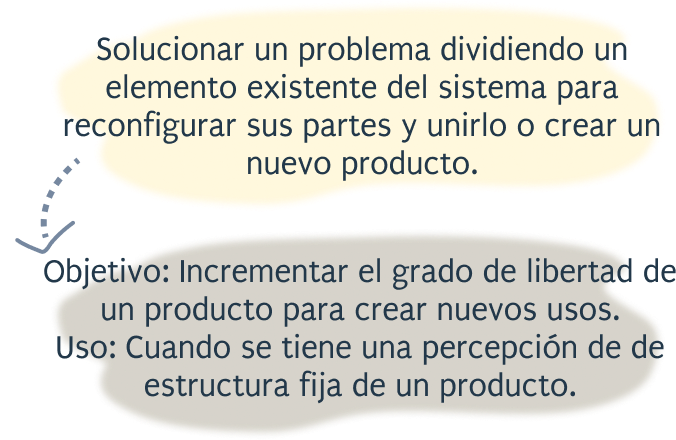 Solucionar un problema dividiendo un
elemento existente del sistema para
reconfigurar sus partes y unirlo o crear un
nuevo producto.
Objetivo: Incrementar el grado de libertad de
un producto para crear nuevos usos.
Uso: Cuando se tiene una percepción de de
estructura fija de un producto.